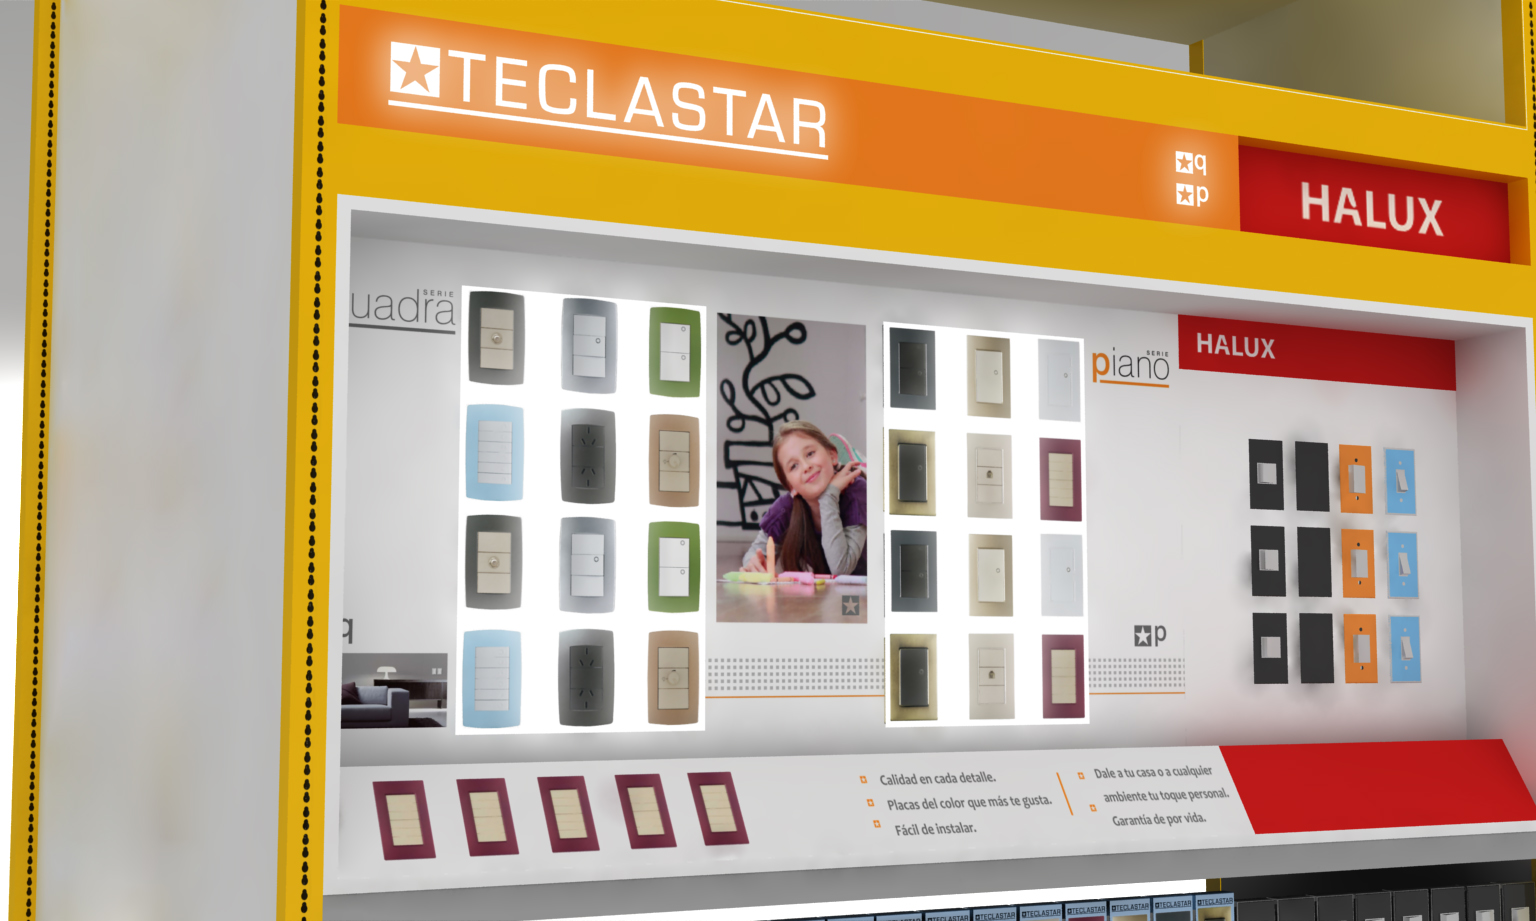 TECLASTAR
q
p
HALUX
SERIE
uadra
SERIE
piano
HALUX
q
p
Calidad en cada detalle.
Placas del color que más te gusta.
Fácil de instalar.
Dale a tu casa o a cualquier
ambiente tu toque personal.
Garantía de por vida.
TECLASTAR
TECLASTAR
TECLASTAR
TECLASTAR
TECLASTAR
TECLASTAR
TECLASTAR